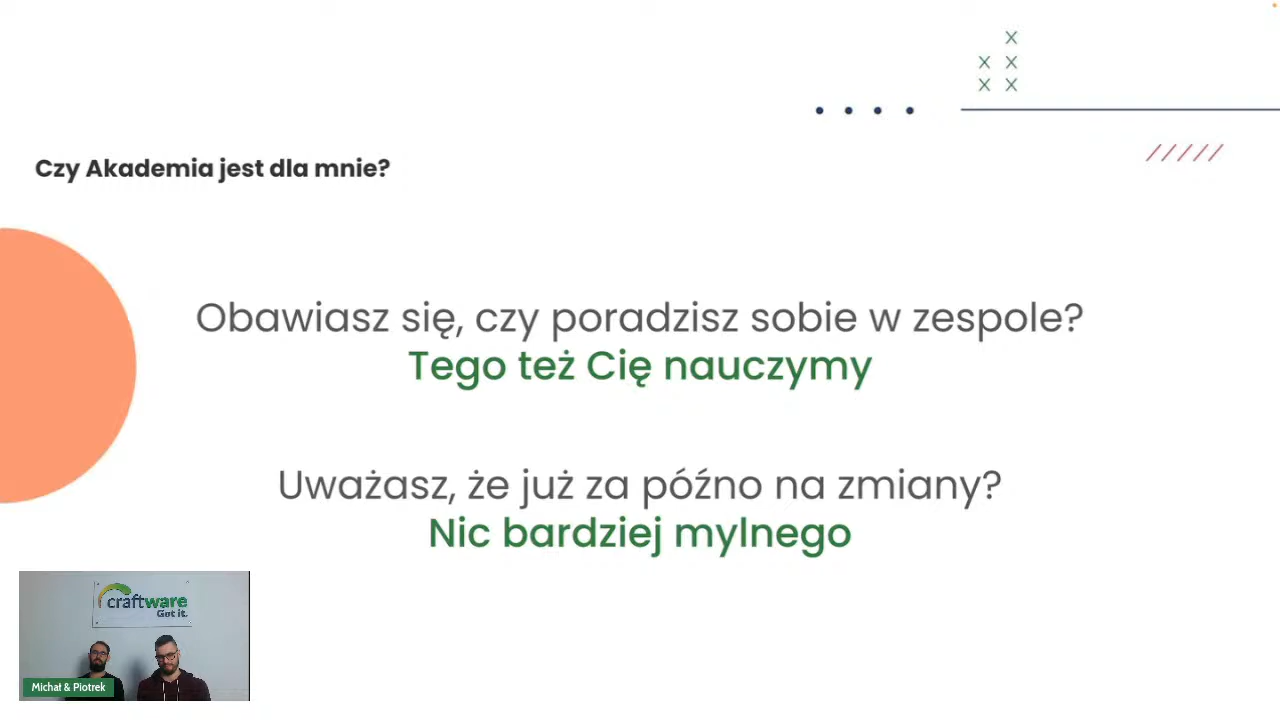 Czy Akademia jest dla mnie?
Obawiasz się, czy poradzisz sobie w zespole?
Tego też Cię nauczymy
Uważasz, że już za późno na zmiany?
Nic bardziej mylnego
craftware
Got it.
Michał & Piotrek